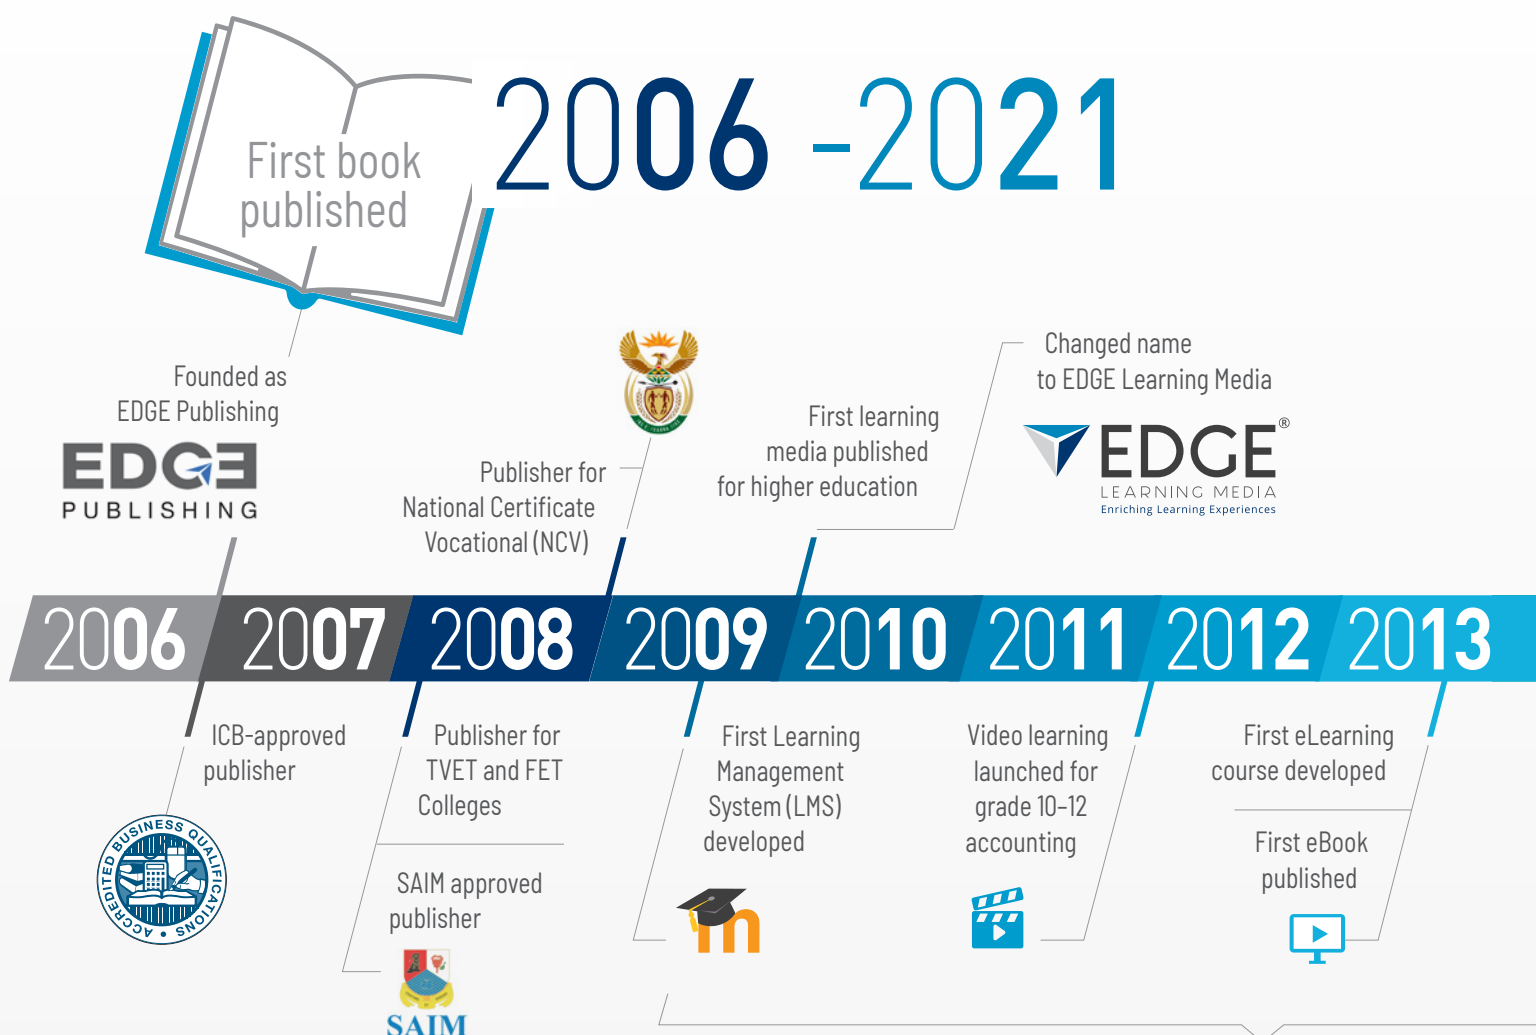 First book
published
2006 -2021
Founded as
EDGE Publishing
EDGE
PUBLISHING
Publisher for
National Certificate
Vocational (NCV)
First learning
media published
for higher education
Changed name
to EDGE Learning Media
EDGE®
LEARNING MEDIA
Enriching Learning Experiences
2006 2007 2008 2009 2010 2011 2012 2013
ICB-approved
publisher
ACCREDITED BUSINESS QUALIFICATIONS
Publisher for
TVET and FET
Colleges
SAIM approved
publisher
SAIM
First Learning
Management
System (LMS)
developed
m
Video learning
launched for
grade 10–12
accounting
First eLearning
course developed
First eBook
published